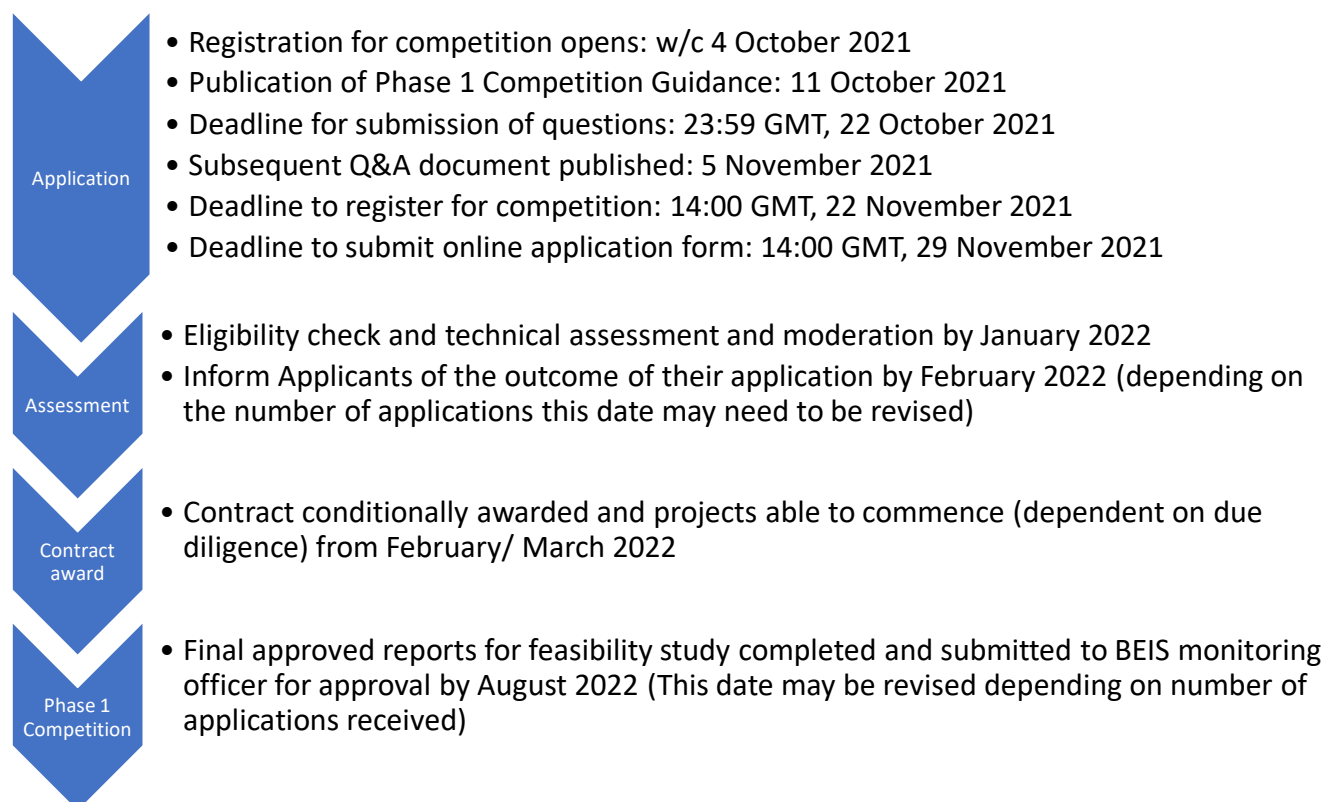 Application
• Registration for competition opens: w/c 4 October 2021
• Publication of Phase 1 Competition Guidance: 11 October 2021
• Deadline for submission of questions: 23:59 GMT, 22 October 2021
• Subsequent Q&A document published: 5 November 2021
• Deadline to register for competition: 14:00 GMT, 22 November 2021
• Deadline to submit online application form: 14:00 GMT, 29 November 2021
Assessment
• Eligibility check and technical assessment and moderation by January 2022
• Inform Applicants of the outcome of their application by February 2022 (depending on
the number of applications this date may need to be revised)
Contract
award
• Contract conditionally awarded and projects able to commence (dependent on due
diligence) from February/ March 2022
Phase 1
Competition
• Final approved reports for feasibility study completed and submitted to BEIS monitoring
officer for approval by August 2022 (This date may be revised depending on number of
applications received)